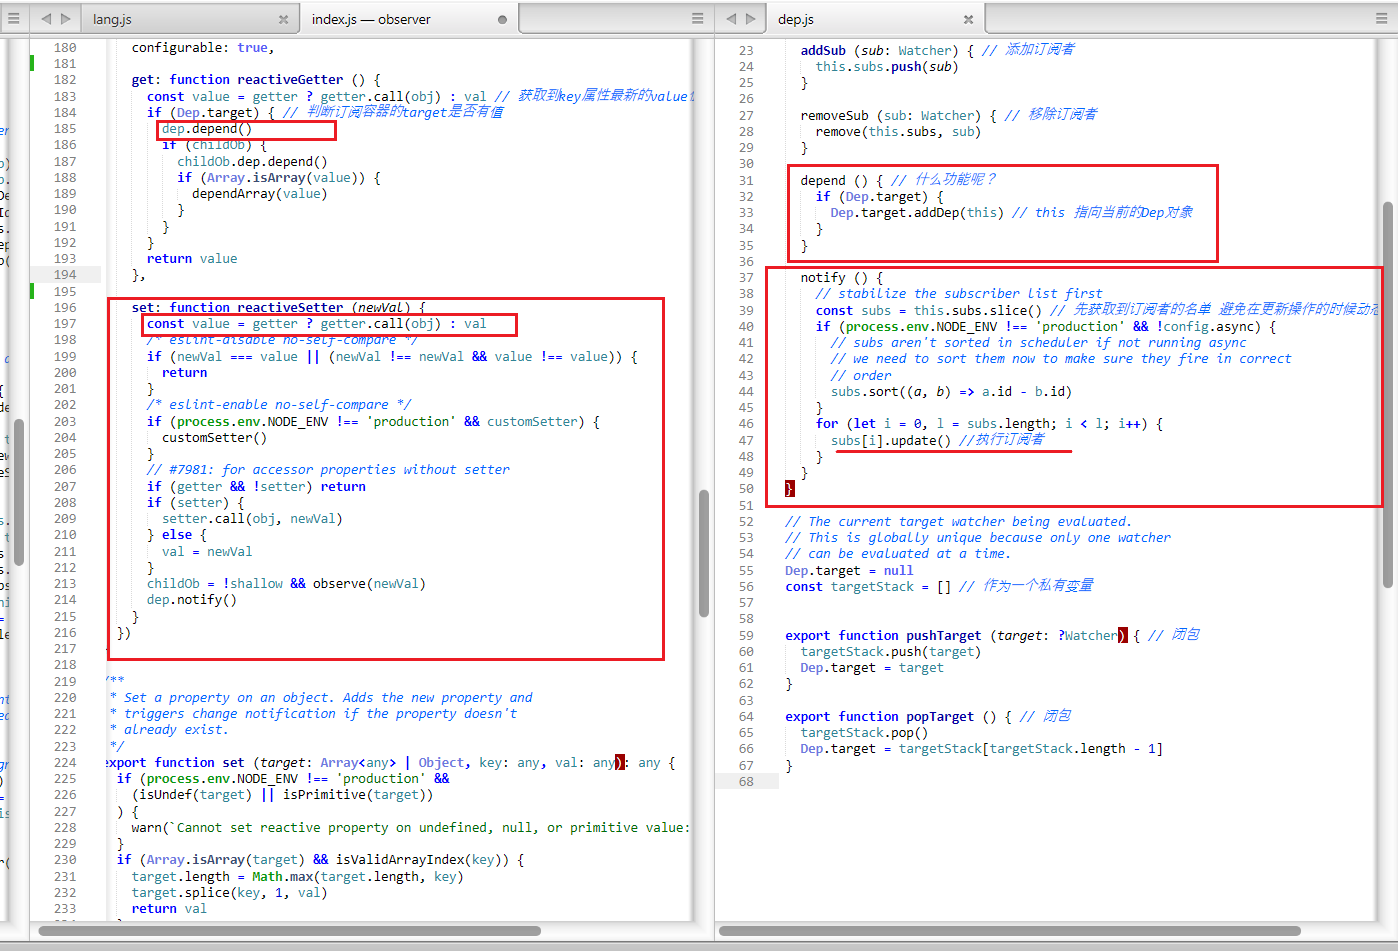 lang.js
index.js — observer
dep.js
180 configurable: true,
181
182 get: function reactiveGetter () {
183 const value = getter ? getter.call(obj) : val // 获取到key属性最新的value
184 if (Dep.target) { // 判断订阅容器的target是否有值
185 dep.depend()
186 if (childOb) {
187 childOb.dep.depend()
188 if (Array.isArray(value)) {
189 dependArray(value)
190 }
191 }
192 }
193 return value
194 },
195
196 set: function reactiveSetter (newVal) {
197 const value = getter ? getter.call(obj) : val
198 /* eslint-disable no-self-compare */
199 if (newVal === value || (newVal !== newVal && value !== value)) {
200 return
201 }
202 /* eslint-enable no-self-compare */
203 if (process.env.NODE_ENV !== 'production' && customSetter) {
204 customSetter()
205 }
206 // #7981: for accessor properties without setter
207 if (getter && !setter) return
208 if (setter) {
209 setter.call(obj, newVal)
210 } else {
211 val = newVal
212 }
213 childOb = !shallow && observe(newVal)
214 dep.notify()
215 }
216 })
217
218
219 /**
220 * Set a property on an object. Adds the new property and
221 * triggers change notification if the property doesn't
222 * already exist.
223 */
224 export function set (target: Array<any> | Object, key: any, val: any): any {
225 if (process.env.NODE_ENV !== 'production' &&
226 (isUndef(target) || isPrimitive(target))
227 ) {
228 warn(`Cannot set reactive property on undefined, null, or primitive value:
229 }
230 if (Array.isArray(target) && isValidArrayIndex(key)) {
231 target.length = Math.max(target.length, key)
232 target.splice(key, 1, val)
233 return val
23 addSub (sub: Watcher) { // 添加订阅者
24 this.subs.push(sub)
25 }
26
27 removeSub (sub: Watcher) { // 移除订阅者
28 remove(this.subs, sub)
29 }
30
31 depend () { // 什么功能呢？
32 if (Dep.target) {
33 Dep.target.addDep(this) // this 指向当前的Dep对象
34 }
35 }
36
37 notify () {
38 // stabilize the subscriber list first
39 const subs = this.subs.slice() // 先获取到订阅者的名单 避免在更新操作的时候动态
40 if (process.env.NODE_ENV !== 'production' && !config.async) {
41 // subs aren't sorted in scheduler if not running async
42 // we need to sort them now to make sure they fire in correct
43 // order
44 subs.sort((a, b) => a.id - b.id)
45 }
46 for (let i = 0, l = subs.length; i < l; i++) {
47 subs[i].update() //执行订阅者
48 }
49 }
50 }
51
52 // The current target watcher being evaluated.
53 // This is globally unique because only one watcher
54 // can be evaluated at a time.
55 Dep.target = null
56 const targetStack = [] // 作为一个私有变量
57
58
59 export function pushTarget (target: ?Watcher) { // 闭包
60 targetStack.push(target)
61 Dep.target = target
62 }
63
64 export function popTarget () { // 闭包
65 targetStack.pop()
66 Dep.target = targetStack[targetStack.length - 1]
67 }
68